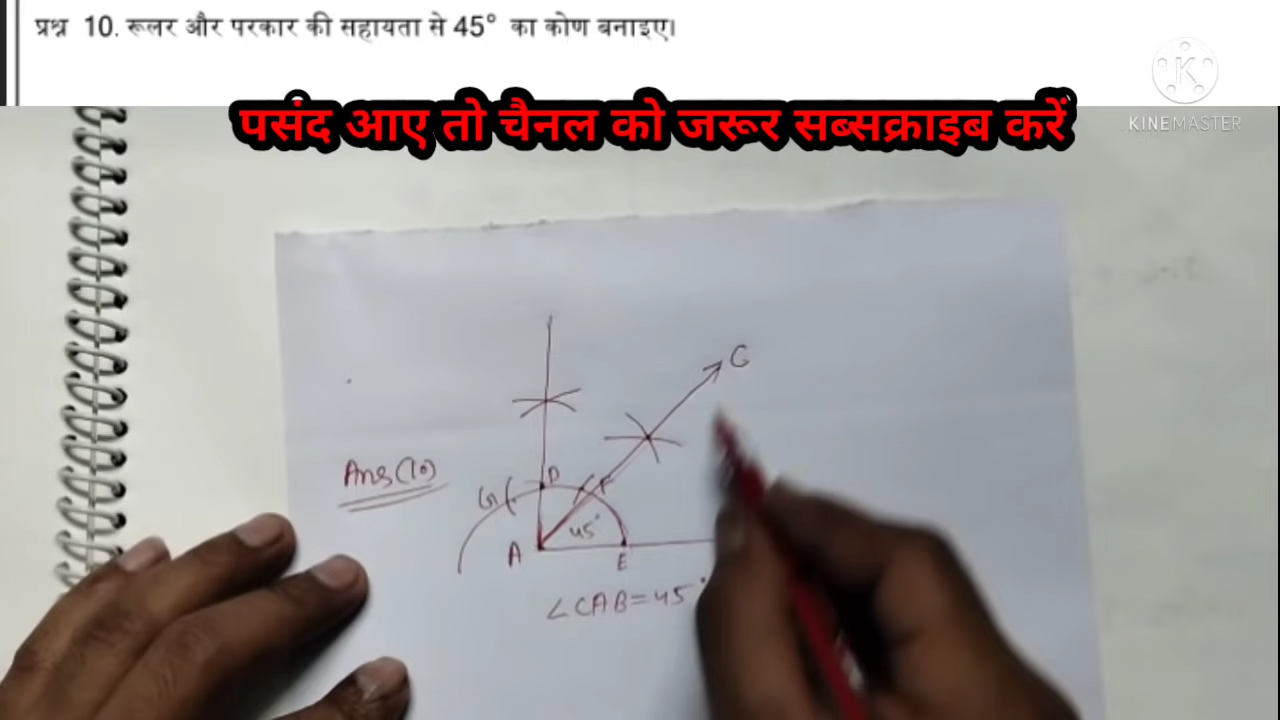 प्रश्न 10. रूलर और परकार की सहायता से 45° का कोण बनाइए।
K
KINEMASTER
पसंद आए तो चैनल को जरूर सब्सक्राइब करें
C
Ans(10)
G D F
45°
A E
∠CAB=45°